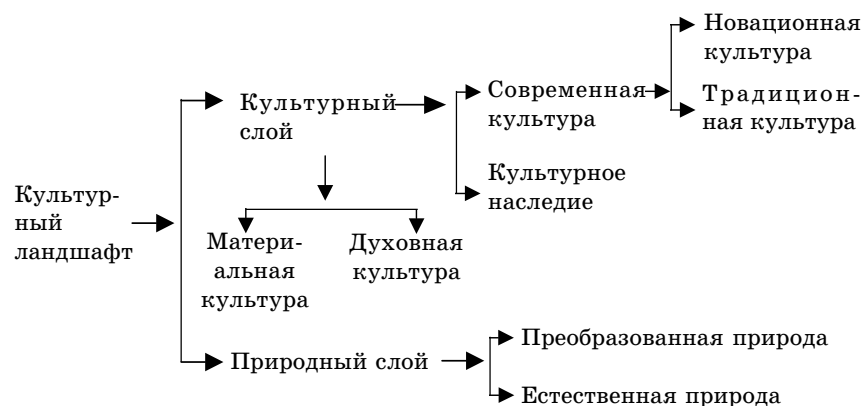 Новационная
культура
Культурный
слой
Современная
культура
Традицион-
ная культура
Культурное
наследие
Культур-
ный
ландшафт
Матери-
альная
культура
Духовная
культура
Природный слой
Преобразованная природа
Естественная природа